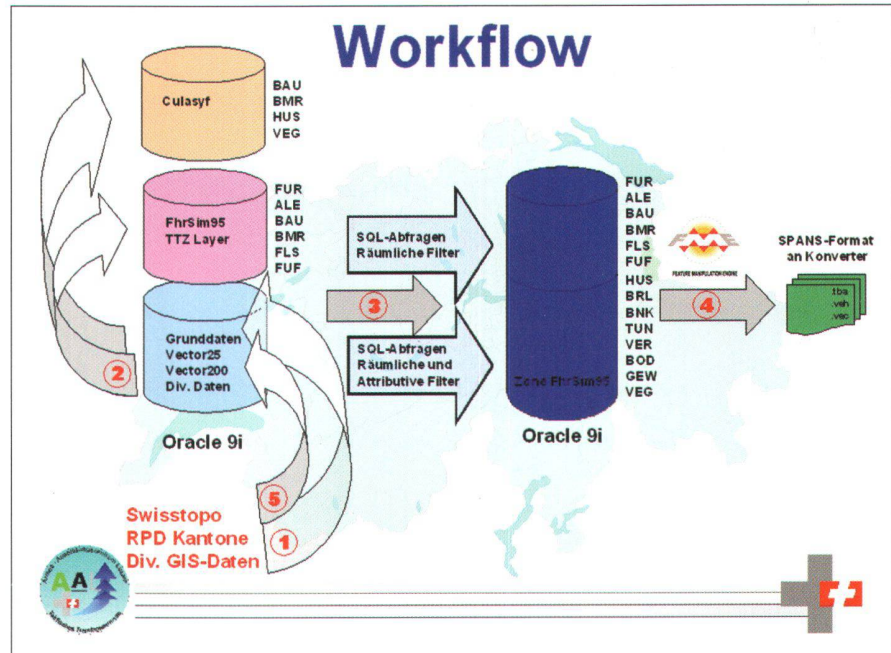 Workflow
Culasyf
BAU
BMR
HUS
VEG
FhrSim95
TTZ Layer
FUR
ALE
BAU
BMR
FLS
FUF
Grunddaten
Vector25
Vector200
Div. Daten
Oracle 9i
2
5
1
Swisstopo
RPD Kantone
Div. GIS-Daten
SQL-Abfragen
Räumliche Filter
3
SQL-Abfragen
Räumliche und
Attributive Filter
Zone FhrSim95
Oracle 9i
FUR
ALE
BAU
BMR
FLS
FUF
HUS
BRL
BNK
TUN
VER
BOD
GEW
VEG
FME
FEATURE MANIPULATION ENGINE
4
SPANS-Format
an Konverter
.tba
.veh
.vec
AA